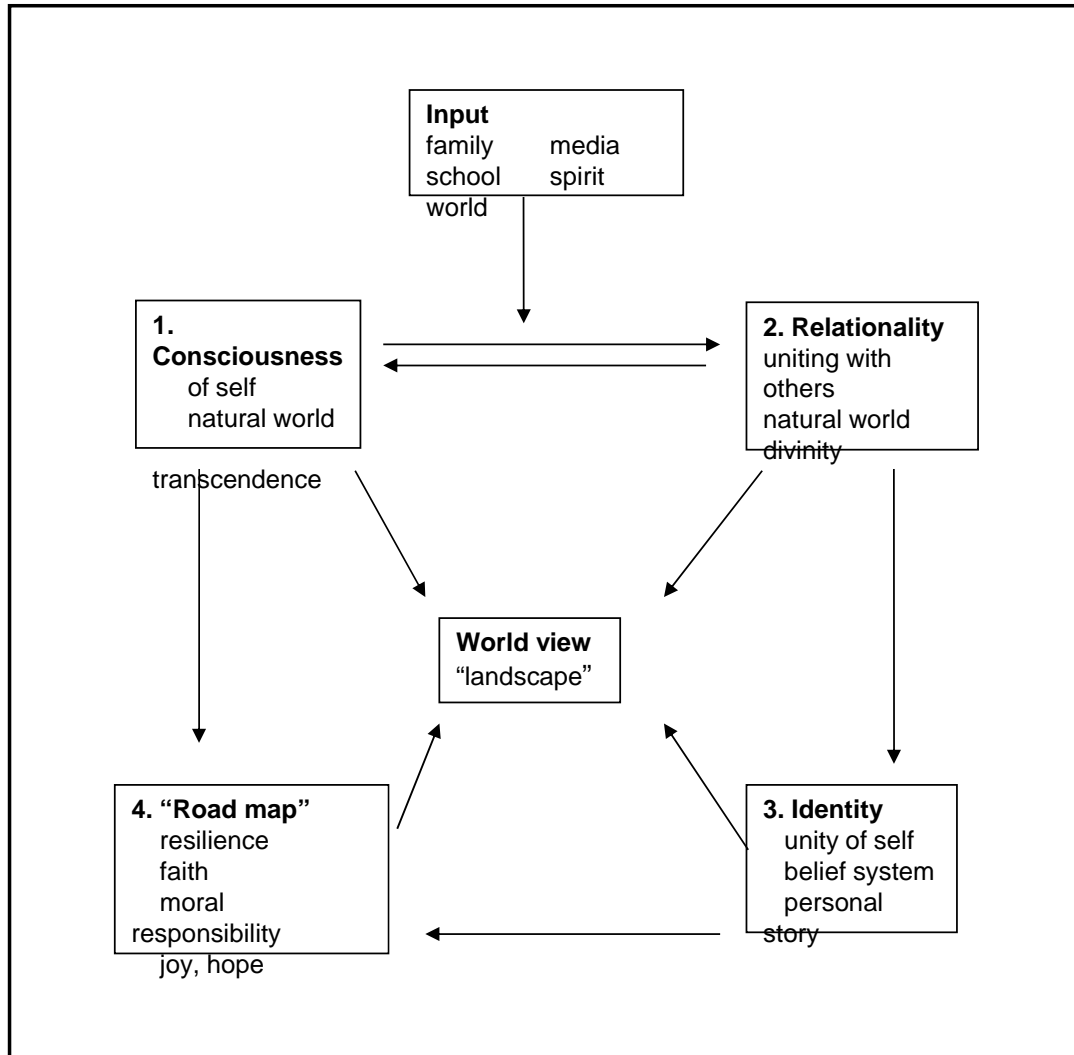 Input
family media
school spirit
world
1.
Consciousness
of self
natural world
transcendence
2. Relationality
uniting with
others
natural world
divinity
World view
“landscape”
4. “Road map”
resilience
faith
moral
responsibility
joy, hope
3. Identity
unity of self
belief system
personal
story